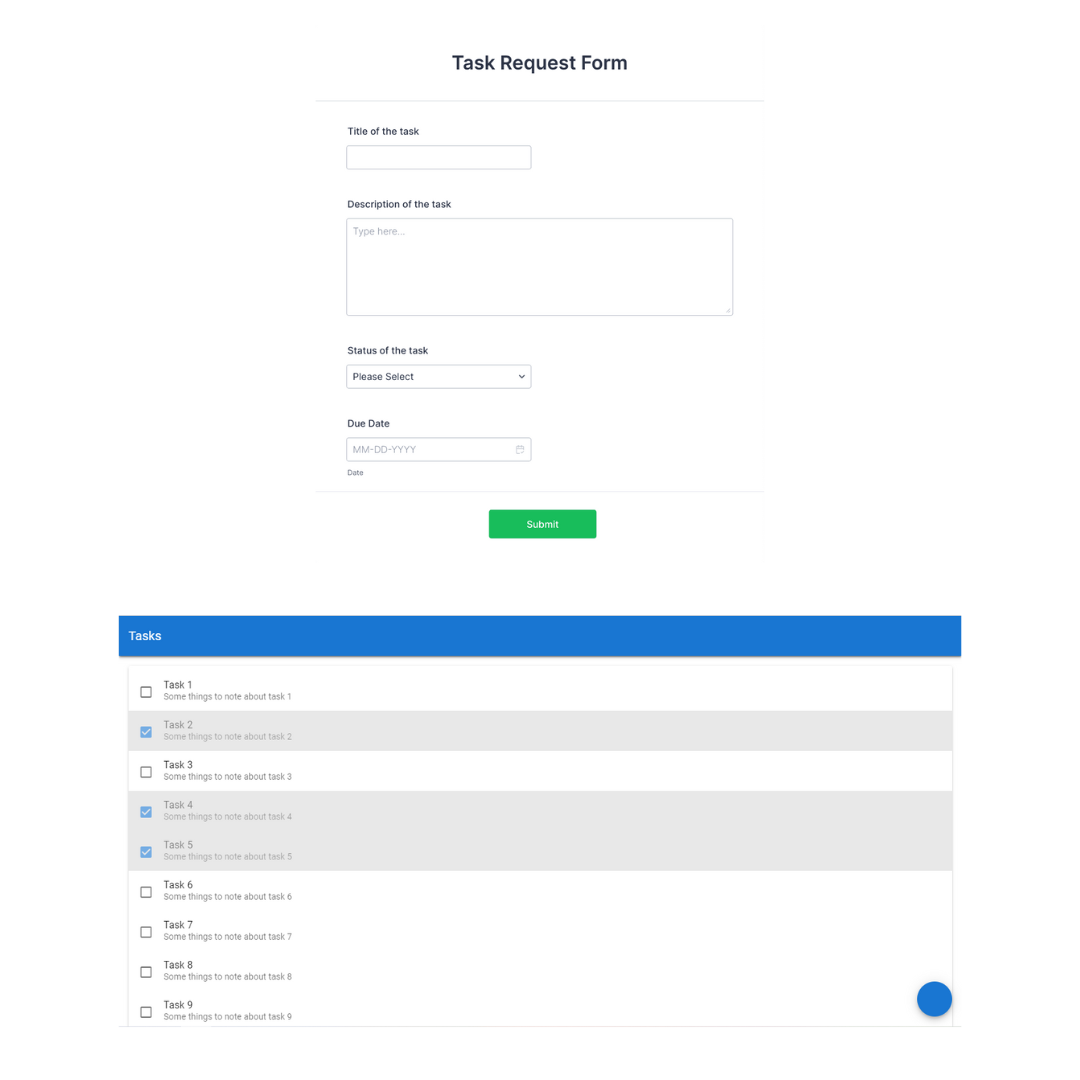 Task Request Form
Title of the task
Description of the task
Type here...
Status of the task
Please Select
Due Date
MM-DD-YYYY
Date
Submit
Tasks
Task 1
Some things to note about task 1
Task 2
Some things to note about task 2
Task 3
Some things to note about task 3
Task 4
Some things to note about task 4
Task 5
Some things to note about task 5
Task 6
Some things to note about task 6
Task 7
Some things to note about task 7
Task 8
Some things to note about task 8
Task 9
Some things to note about task 9